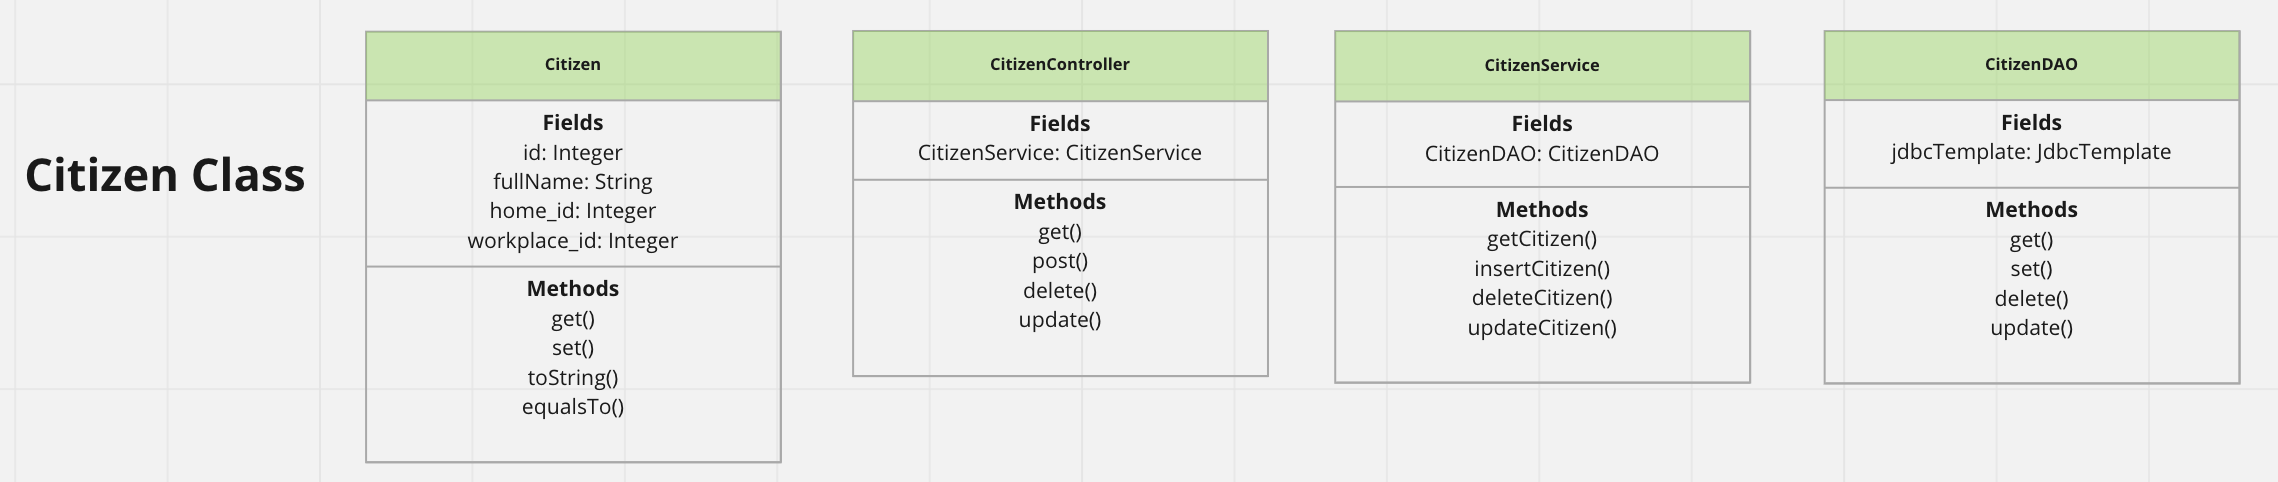 Citizen Class
Citizen
Fields
id: Integer
fullName: String
home_id: Integer
workplace_id: Integer
Methods
get()
set()
toString()
equalsTo()
CitizenController
Fields
CitizenService: CitizenService
Methods
get()
post()
delete()
update()
CitizenService
Fields
CitizenDAO: CitizenDAO
Methods
getCitizen()
insertCitizen()
deleteCitizen()
updateCitizen()
CitizenDAO
Fields
jdbcTemplate: JdbcTemplate
Methods
get()
set()
delete()
update()